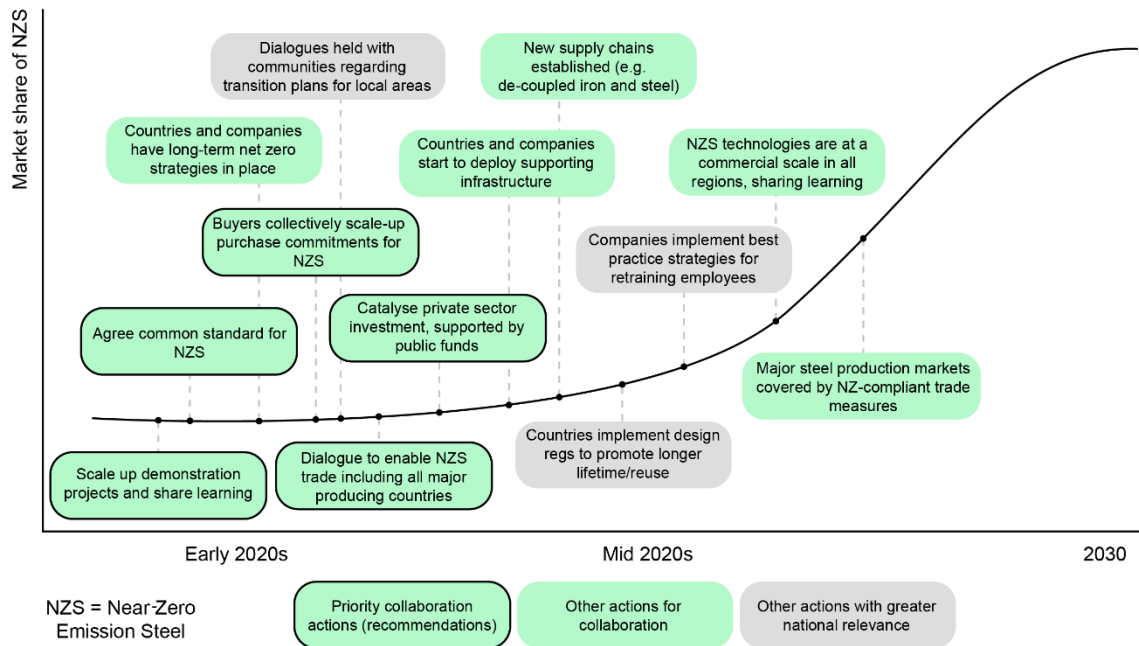 Market share of NZS
Dialogues held with
communities regarding
transition plans for local areas
New supply chains
established (e.g.
de-coupled iron and steel)
Countries and companies
have long-term net zero
strategies in place
Countries and companies
start to deploy supporting
infrastructure
NZS technologies are at a
commercial scale in all
regions, sharing learning
Buyers collectively scale-up
purchase commitments for
NZS
Companies implement best
practice strategies for
retraining employees
Agree common standard for
NZS
Catalyse private sector
investment, supported by
public funds
Major steel production markets
covered by NZ-compliant trade
measures
Scale up demonstration
projects and share learning
Dialogue to enable NZS
trade including all major
producing countries
Countries implement design
regs to promote longer
lifetime/reuse
Early 2020s
Mid 2020s
2030
NZS = Near-Zero
Emission Steel
Priority collaboration
actions (recommendations)
Other actions for
collaboration
Other actions with greater
national relevance